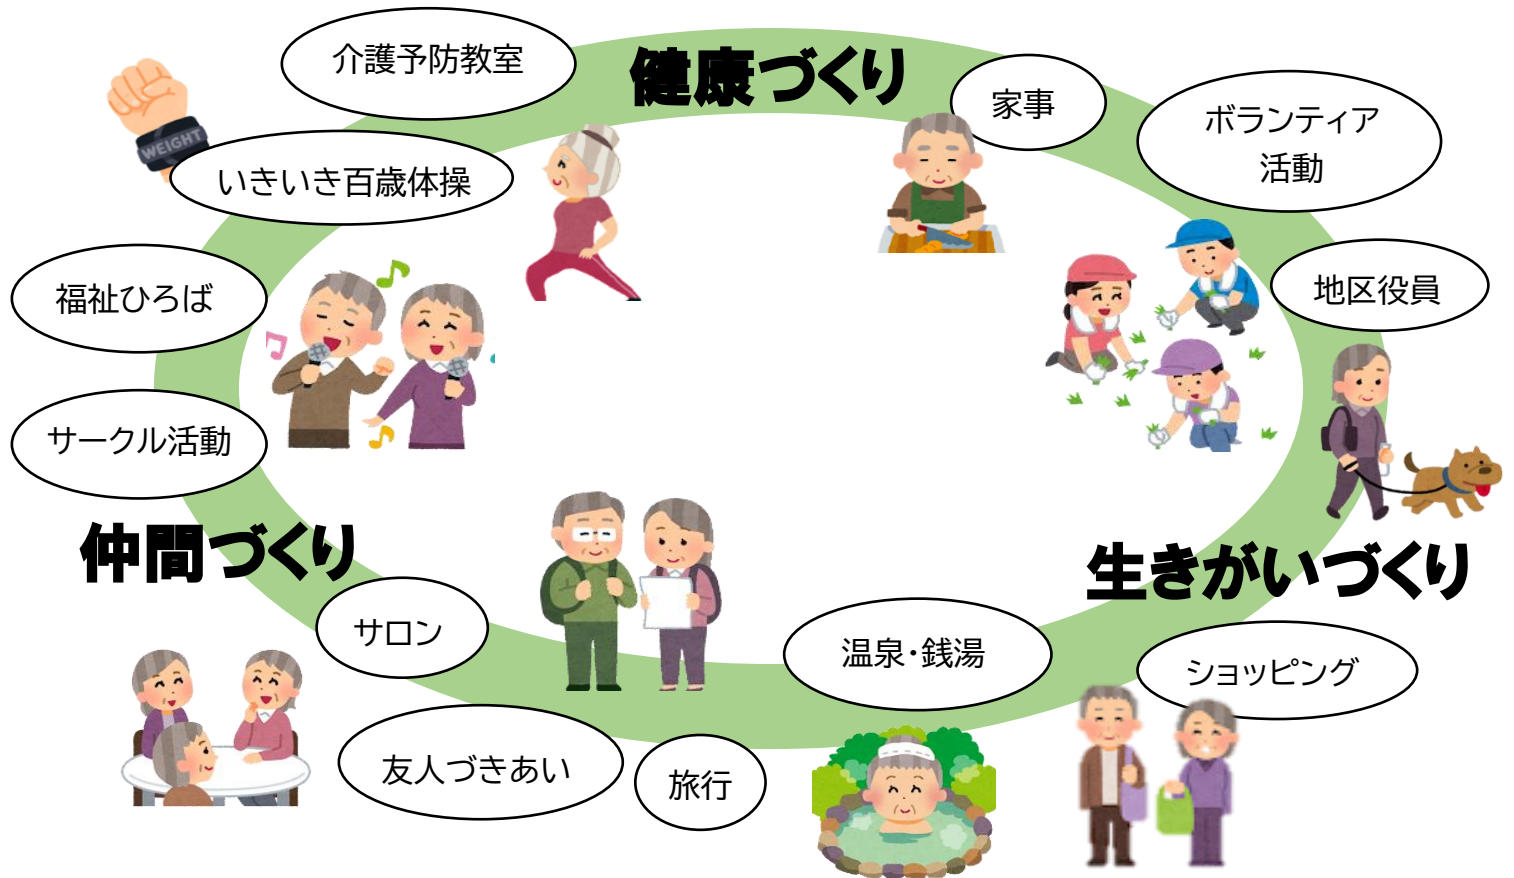 介護予防教室
健康づくり
家事
ボランティア
活動
WEIGHT
いきいき百歳体操
福祉ひろば
地区役員
サークル活動
仲間づくり
生きがいづくり
サロン
温泉・銭湯
ショッピング
友人づきあい
旅行